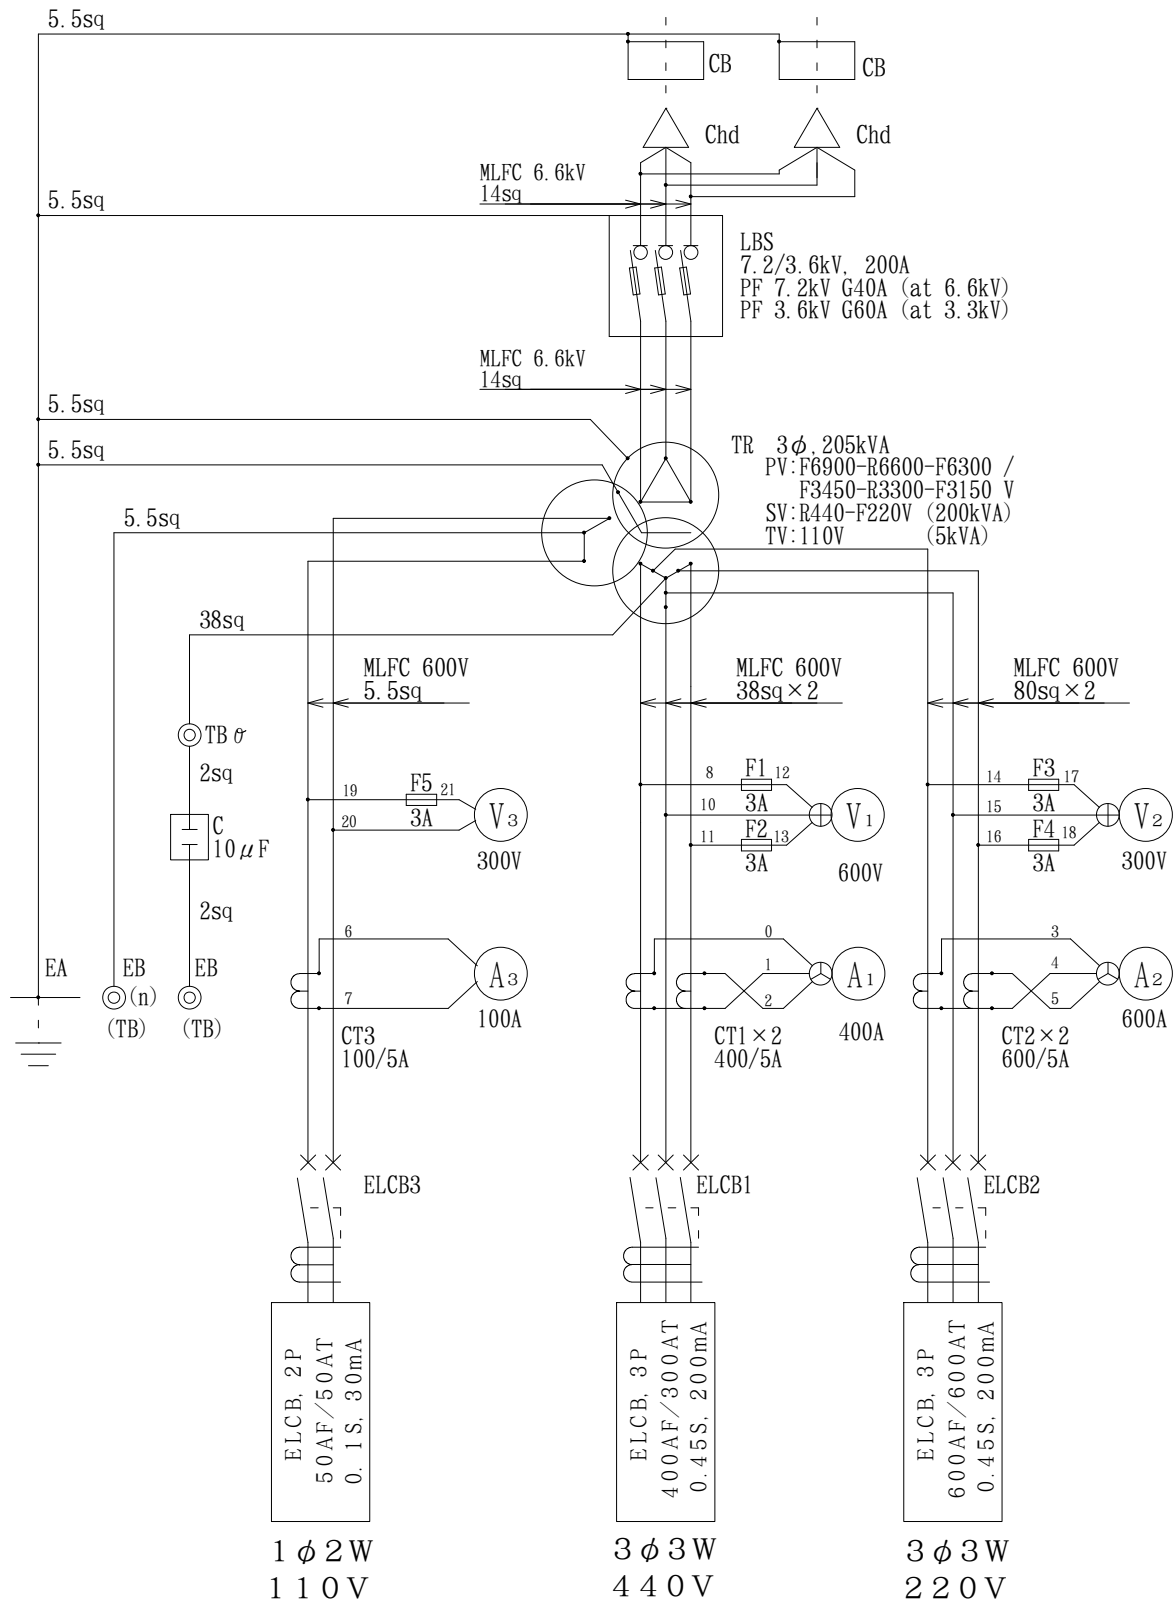 5.5sq
CB
CB
Chd
Chd
MLFC 6.6kV
14sq
5.5sq
LBS
7.2/3.6kV, 200A
PF 7.2kV G40A (at 6.6kV)
PF 3.6kV G60A (at 3.3kV)
MLFC 6.6kV
14sq
5.5sq
5.5sq
TR 3φ, 205kVA
PV:F6900-R6600-F6300 /
F3450-R3300-F3150 V
SV:R440-F220V (200kVA)
TV:110V (5kVA)
5.5sq
38sq
MLFC 600V
5.5sq
MLFC 600V
38sq×2
MLFC 600V
80sq×2
TB
2sq
C
10μF
2sq
19 F5 21
3A
20
V3
300V
8 F1 12
3A
10
11 F2 13
3A
V1
600V
14 F3 17
3A
15
16 F4 18
3A
V2
300V
EA
EB
(n)
(TB)
EB
(TB)
6
7
A3
100A
CT3
100/5A
0
1
2
A1
400A
CT1×2
400/5A
3
4
5
A2
600A
CT2×2
600/5A
ELCB3
ELCB1
ELCB2
ELCB, 2P
50AF/50AT
0.1S, 30mA
ELCB, 3P
400AF/300AT
0.45S, 200mA
ELCB, 3P
600AF/600AT
0.45S, 200mA
1φ2W
110V
3φ3W
440V
3φ3W
220V